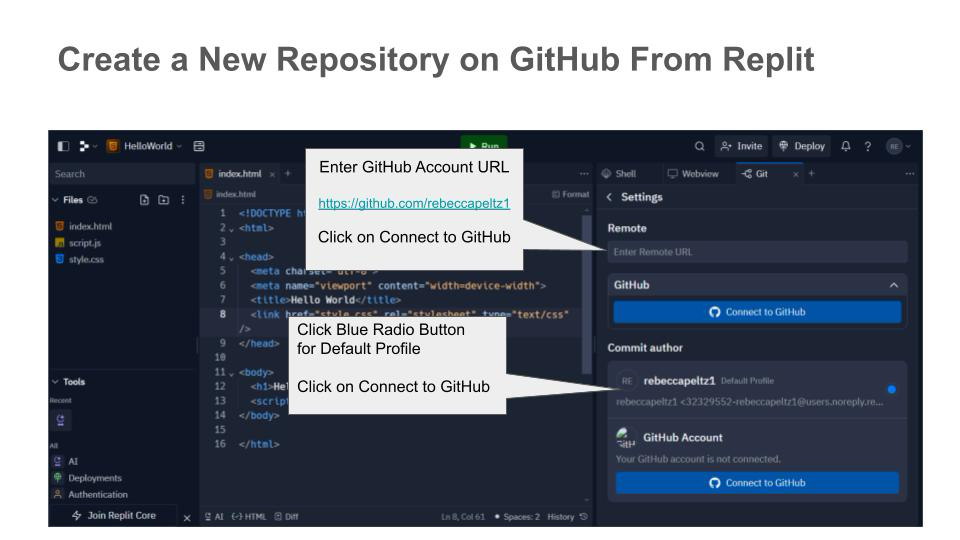 Create a New Repository on GitHub From Replit
HelloWorld
Run
Invite
Deploy
?
RE
Search
Files
index.html
script.js
style.css
Tools
Recent
All
AI
Deployments
Authentication
Join Replit Core
index.html
index.html
Format
1 <!DOCTYPE
2 <html>
3
4 <head>
5 <meta charset="utf-8">
6 <meta name="viewport" content="width=device-width">
7 <title>Hello World</title>
8 <link href="style.css" rel="stylesheet" type="text/css"
/>
9 </head>
10
11 <body>
12 <h1>
13 <script
14 </body>
15
16 </html>
AI HTML Diff
Ln 8, Col 61 • Spaces: 2 History
Enter GitHub Account URL
https://github.com/rebeccapeltz1
Click on Connect to GitHub
Click Blue Radio Button
for Default Profile
Click on Connect to GitHub
Shell
Webview
Git
Settings
Remote
Enter Remote URL
GitHub
Connect to GitHub
Commit author
RE
rebeccapeltz1 Default Profile
rebeccapeltz1 <32329552-rebeccapeltz1@users.noreply.re...
GitHub Account
Your GitHub account is not connected.
Connect to GitHub